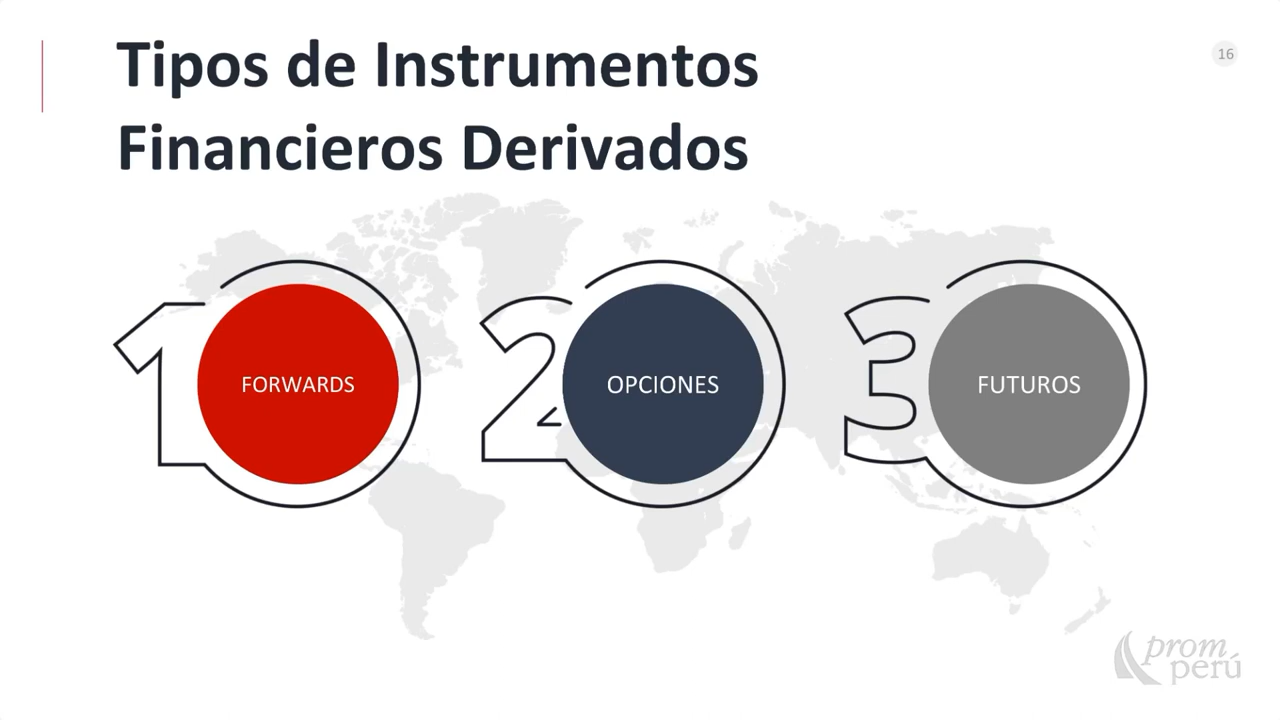 Tipos de Instrumentos
Financieros Derivados
16
1
FORWARDS
2
OPCIONES
3
FUTUROS
prom
perú